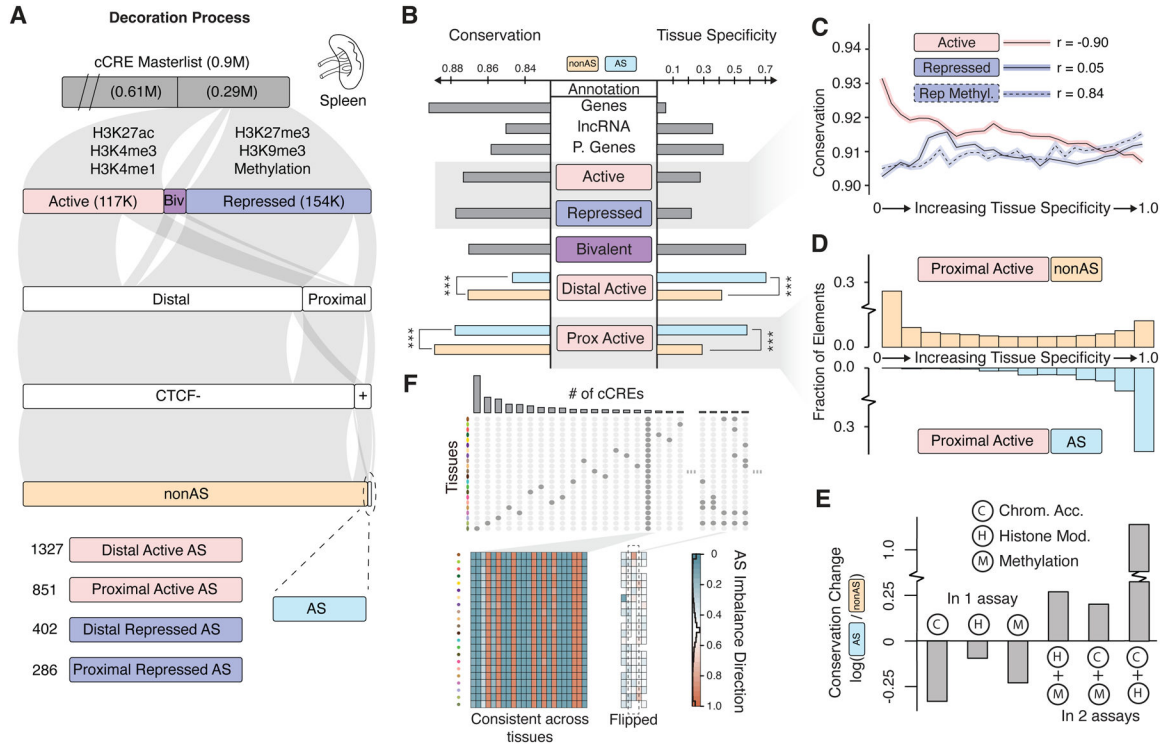 A
Decoration Process
cCRE Masterlist (0.9M)
(0.61M)
(0.29M)
Spleen
H3K27ac
H3K4me3
H3K4me1
H3K27me3
H3K9me3
Methylation
Active (117K)
Biv
Repressed (154K)
Distal
Proximal
CTCF-
+
nonAS
1327
Distal Active AS
851
Proximal Active AS
402
Distal Repressed AS
286
Proximal Repressed AS
AS
B
Conservation
Tissue Specificity
nonAS
AS
0.88
0.86
0.84
0.1
0.3
0.5
0.7
Annotation
Genes
lncRNA
P. Genes
Active
Repressed
Bivalent
Distal Active
***
***
Prox Active
***
***
C
Conservation
0.94
0.93
0.92
0.91
0.90
Active
r = -0.90
Repressed
r = 0.05
Rep Methyl.
r = 0.84
0
Increasing Tissue Specificity
1.0
D
Fraction of Elements
0.3
0.0
Proximal Active
nonAS
0
Increasing Tissue Specificity
1.0
0.0
0.3
Proximal Active
AS
E
Conservation Change
log( AS / nonAS )
1.0
0.25
0
-0.25
C
Chrom. Acc.
H
Histone Mod.
M
Methylation
In 1 assay
C
H
M
H
+
M
C
+
M
C
+
H
In 2 assays
F
# of cCREs
Tissues
Consistent across
tissues
Flipped
AS Imbalance Direction
0
0.2
0.4
0.6
0.8
1.0